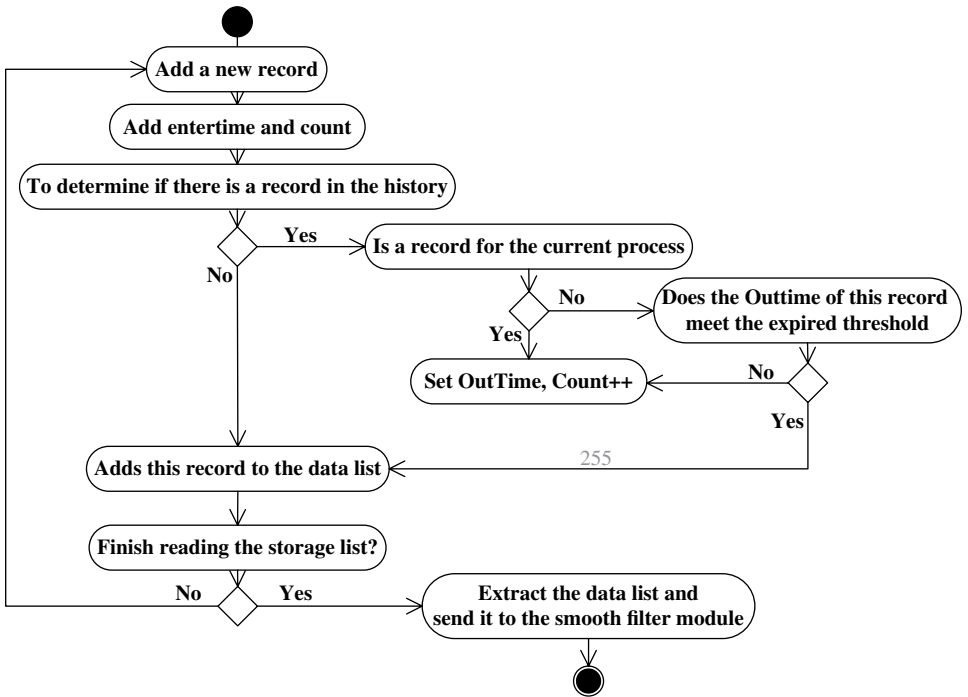 Add a new record
Add entertime and count
To determine if there is a record in the history
Yes
Is a record for the current process
No
No
Does the Outtime of this record
meet the expired threshold
Yes
Set OutTime, Count++
No
Yes
Adds this record to the data list
255
Finish reading the storage list?
No
Yes
Extract the data list and
send it to the smooth filter module